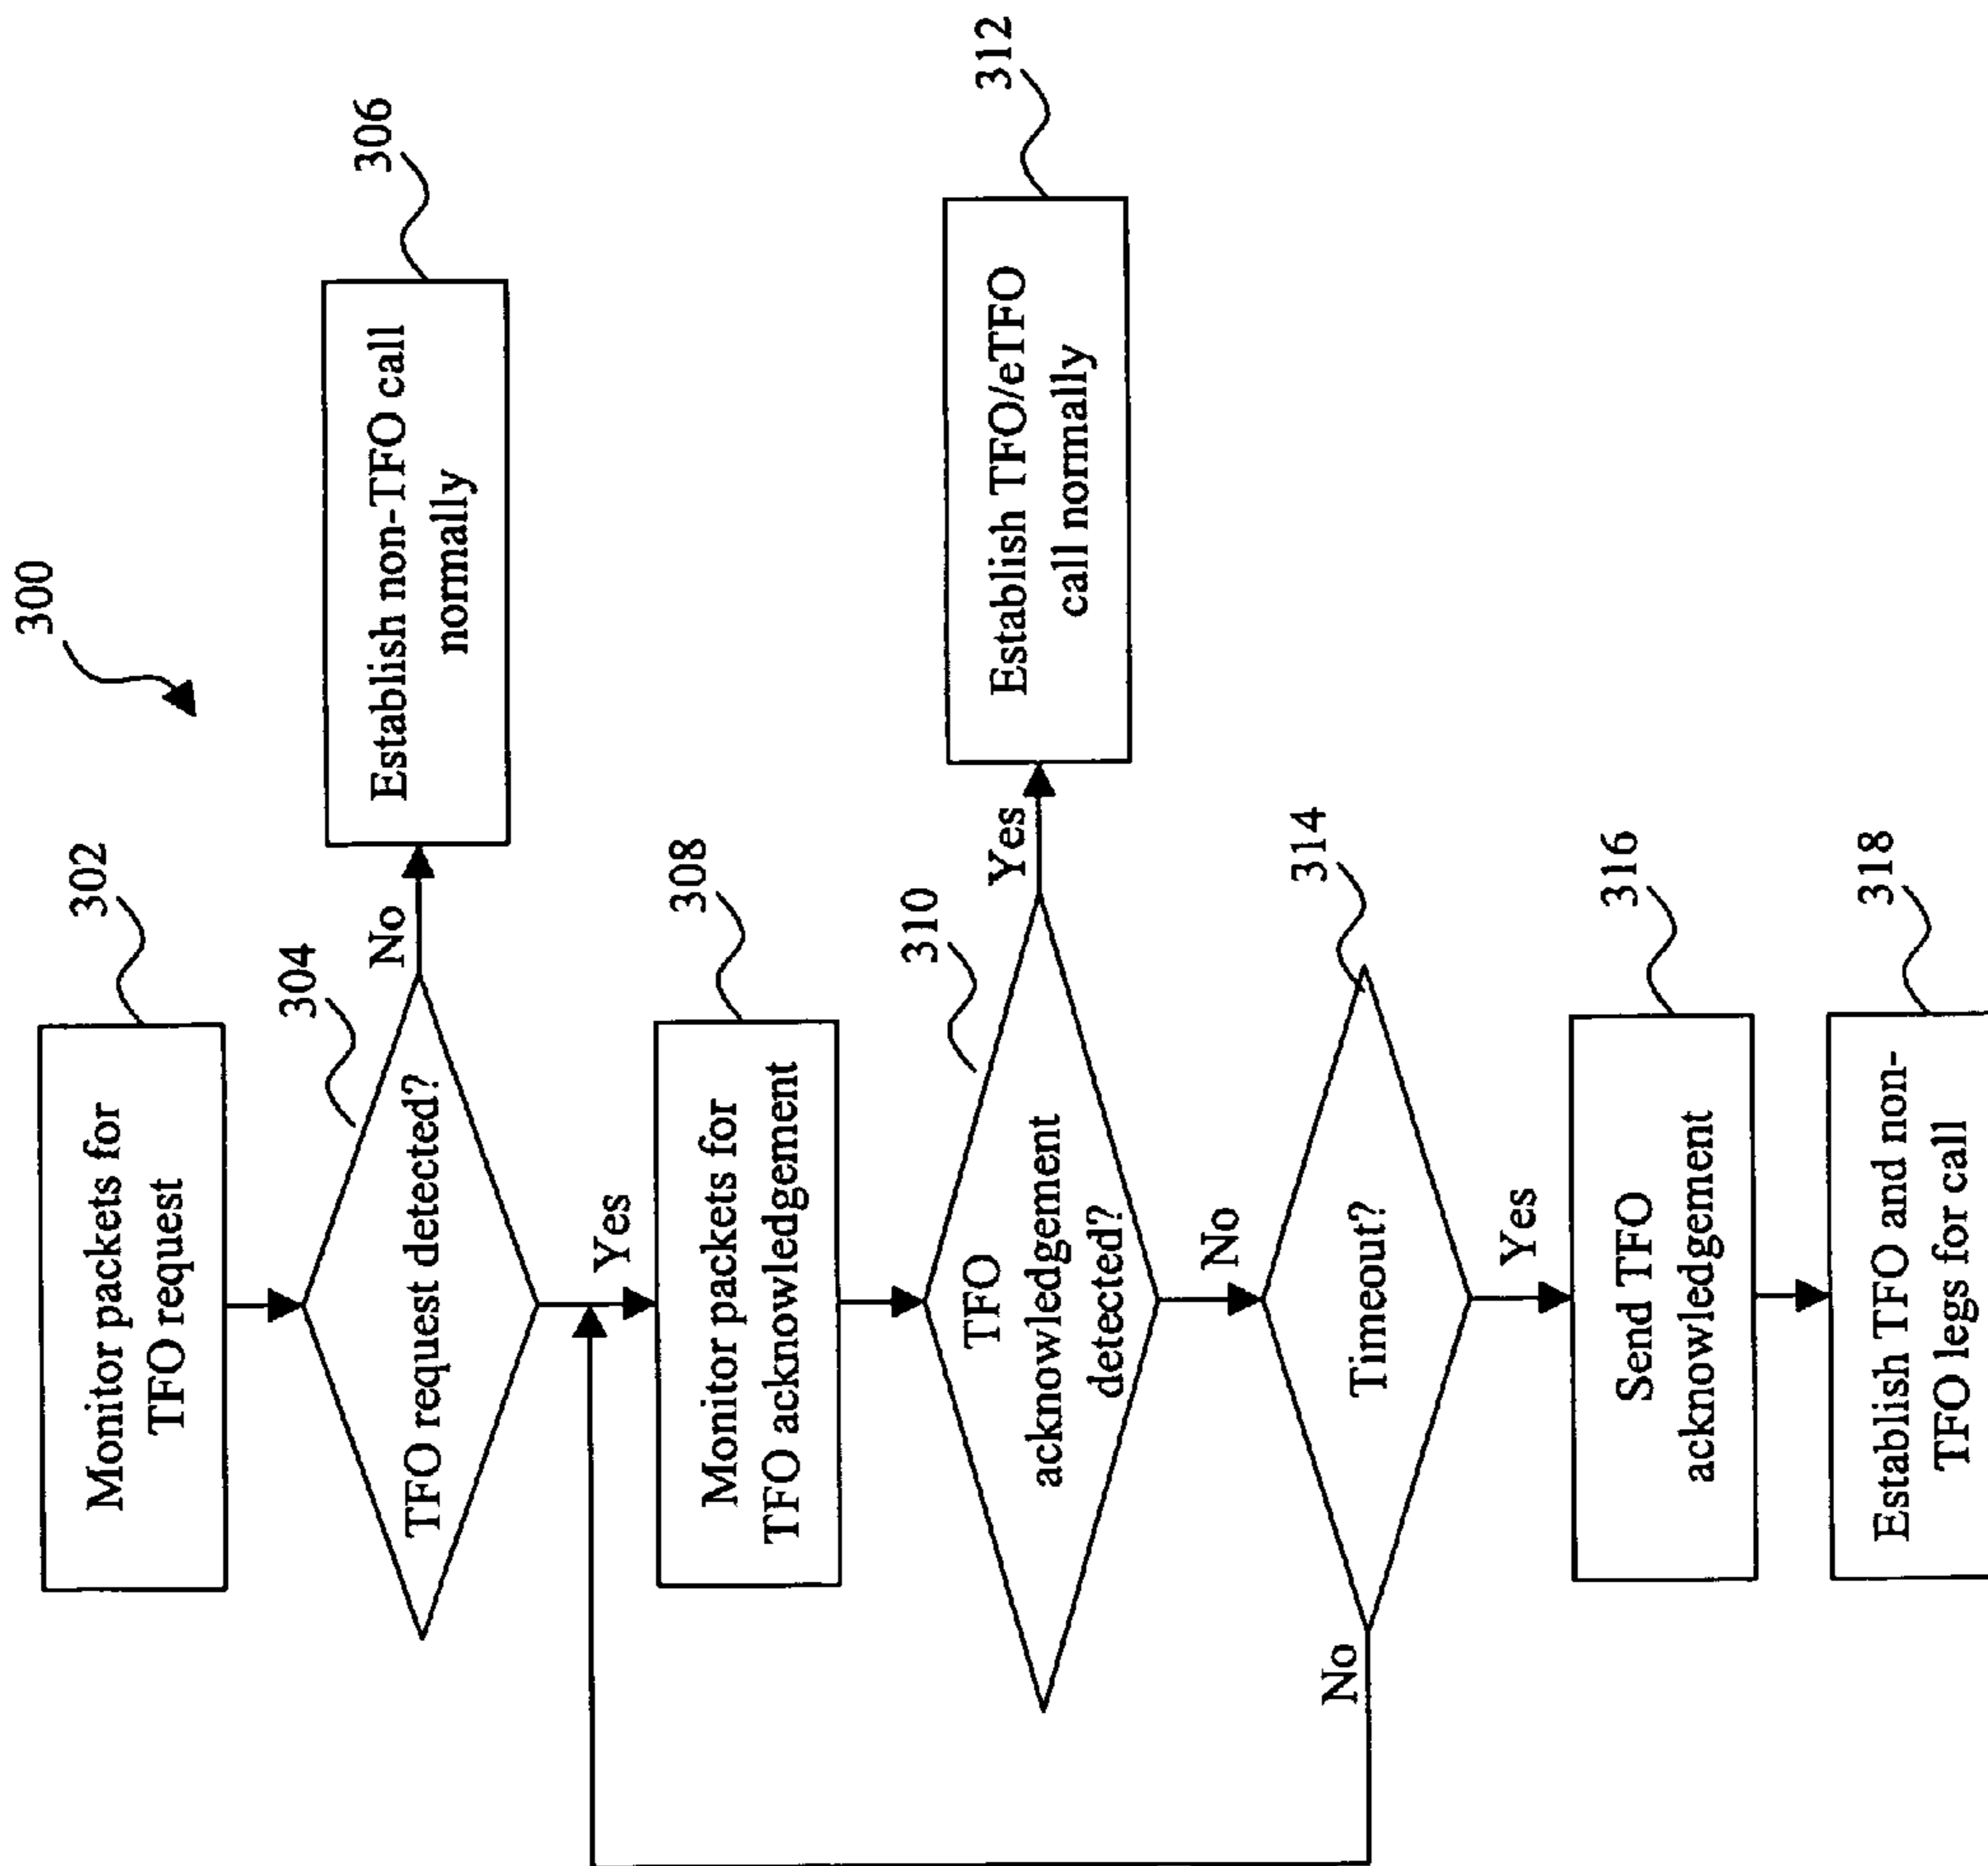 300
302
Monitor packets for
TFO request
304
TFO request detected?
No
306
Establish non-TFO call
normally
Yes
308
Monitor packets for
TFO acknowledgement
310
TFO
acknowledgement
detected?
Yes
312
Establish TFO/eTFO
call normally
No
314
Timeout?
No
Yes
316
Send TFO
acknowledgement
318
Establish TFO and non-
TFO legs for call